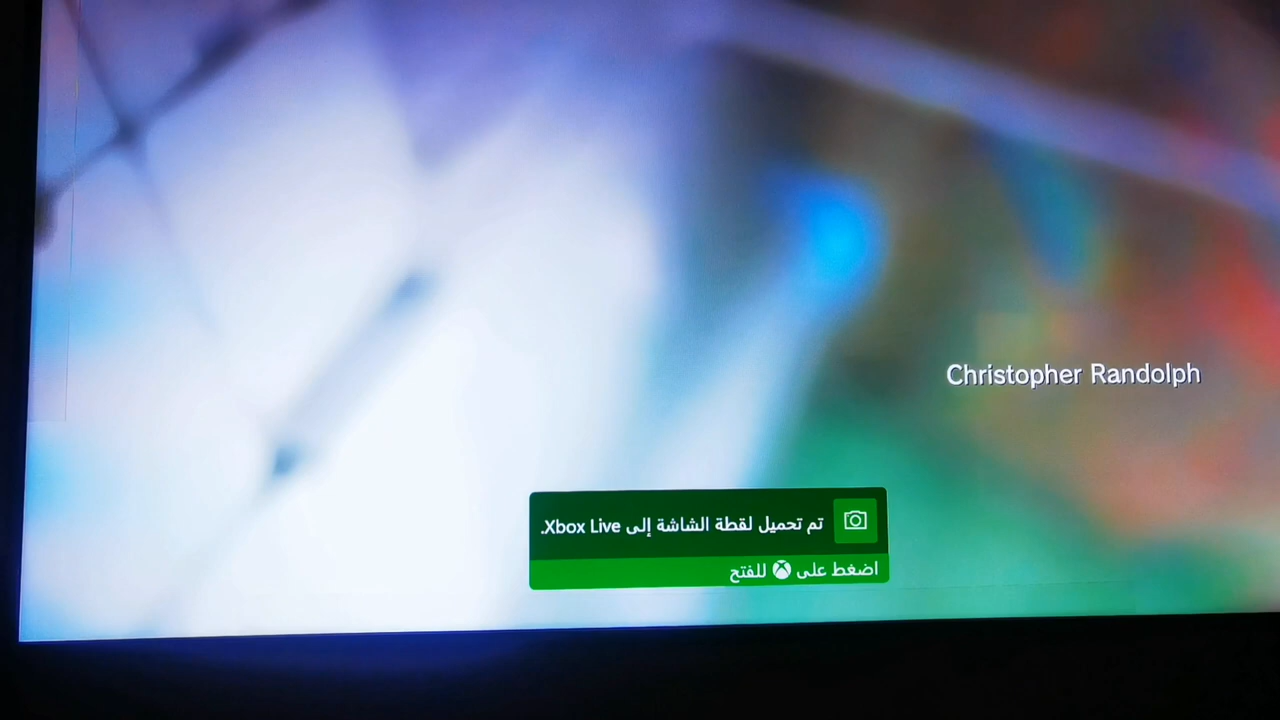 Christopher Randolph
تم تحميل لقطة الشاشة إلى Xbox Live.
اضغط على للفتح